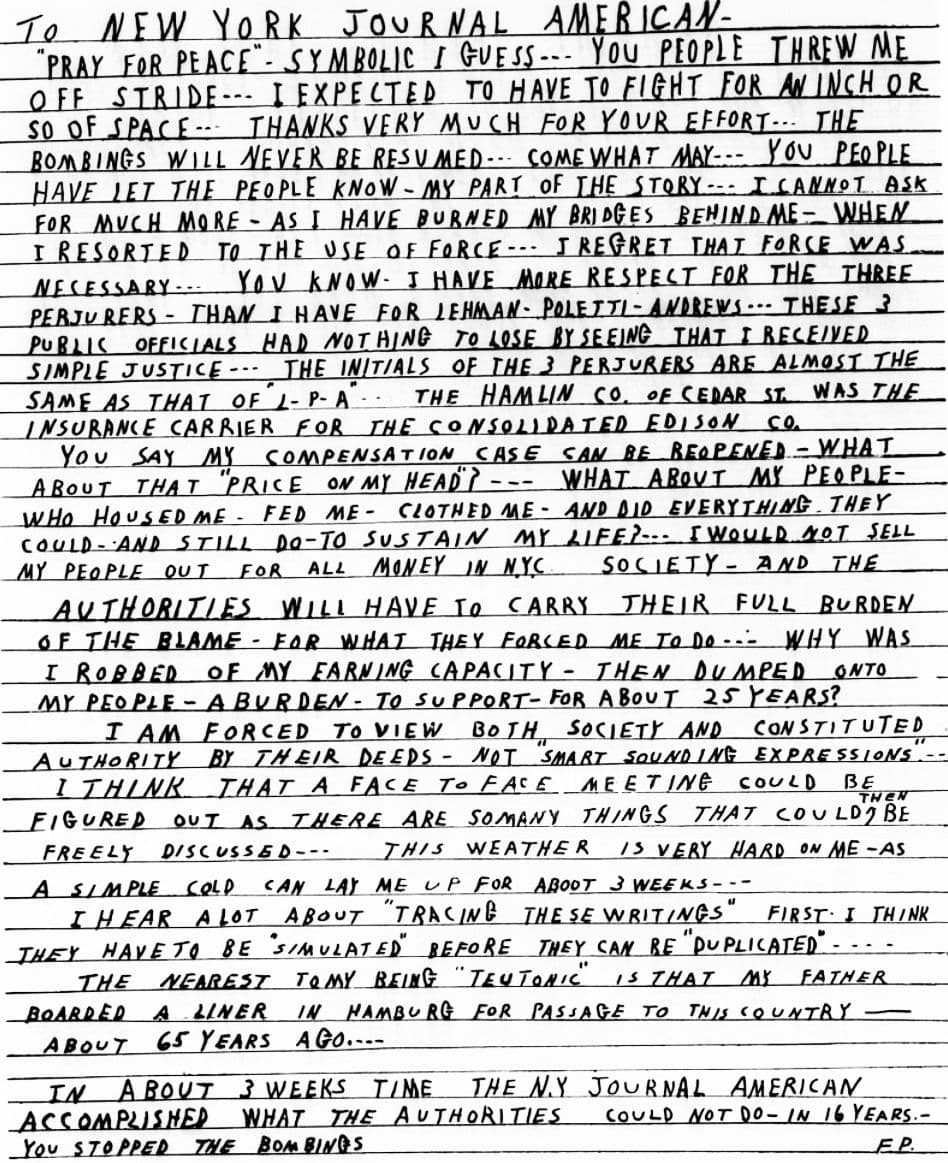 TO NEW YORK JOURNAL AMERICAN-
"PRAY FOR PEACE"- SYMBOLIC I GUESS--- YOU PEOPLE THREW ME
OFF STRIDE--- I EXPECTED TO HAVE TO FIGHT FOR AN INCH OR
SO OF SPACE--- THANKS VERY MUCH FOR YOUR EFFORT--- THE
BOMBINGS WILL NEVER BE RESUMED--- COME WHAT MAY--- YOU PEOPLE
HAVE LET THE PEOPLE KNOW - MY PART OF THE STORY--- I CANNOT ASK
FOR MUCH MORE - AS I HAVE BURNED MY BRIDGES BEHIND ME - WHEN
I RESORTED TO THE USE OF FORCE--- I REGRET THAT FORCE WAS
NECESSARY--- YOU KNOW- I HAVE MORE RESPECT FOR THE THREE
PERJURERS - THAN I HAVE FOR LEHMAN- POLETTI - ANDREWS--- THESE 3
PUBLIC OFFICIALS HAD NOTHING TO LOSE BY SEEING THAT I RECEIVED
SIMPLE JUSTICE--- THE INITIALS OF THE 3 PERJURERS ARE ALMOST THE
SAME AS THAT OF "L- P- A"-- THE HAMLIN CO. OF CEDAR ST. WAS THE
INSURANCE CARRIER FOR THE CONSOLIDATED EDISON CO.
YOU SAY MY COMPENSATION CASE CAN BE REOPENED - WHAT
ABOUT THAT "PRICE ON MY HEAD"? --- WHAT ABOUT MY PEOPLE-
WHO HOUSED ME - FED ME - CLOTHED ME - AND DID EVERYTHING THEY
COULD--AND STILL DO-TO SUSTAIN MY LIFE?--- I WOULD NOT SELL
MY PEOPLE OUT FOR ALL MONEY IN NYC SOCIETY - AND THE
AUTHORITIES WILL HAVE TO CARRY THEIR FULL BURDEN
OF THE BLAME - FOR WHAT THEY FORCED ME TO DO--- WHY WAS
I ROBBED OF MY EARNING CAPACITY - THEN DUMPED ONTO
MY PEOPLE - A BURDEN - TO SUPPORT- FOR ABOUT 25 YEARS?
I AM FORCED TO VIEW BOTH SOCIETY AND CONSTITUTED
AUTHORITY BY THEIR DEEDS - NOT "SMART SOUNDING EXPRESSIONS"--
I THINK THAT A FACE TO FACE MEETING COULD BE
FIGURED OUT AS THERE ARE SO MANY THINGS THAT COULD THEN BE
FREELY DISCUSSED--- THIS WEATHER IS VERY HARD ON ME -AS
A SIMPLE COLD CAN LAY ME UP FOR ABOOT 3 WEEKS---
I HEAR A LOT ABOUT "TRACING THESE WRITINGS" FIRST- I THINK
THEY HAVE TO BE "SIMULATED" BEFORE THEY CAN BE "DUPLICATED"----
THE NEAREST TO MY BEING "TEUTONIC" IS THAT MY FATHER
BOARDED A LINER IN HAMBURG FOR PASSAGE TO THIS COUNTRY —
ABOUT 65 YEARS AGO.---
IN ABOUT 3 WEEKS TIME THE N.Y JOURNAL AMERICAN
ACCOMPLISHED WHAT THE AUTHORITIES COULD NOT DO - IN 16 YEARS.-
YOU STOPPED THE BOMBINGS F.P.